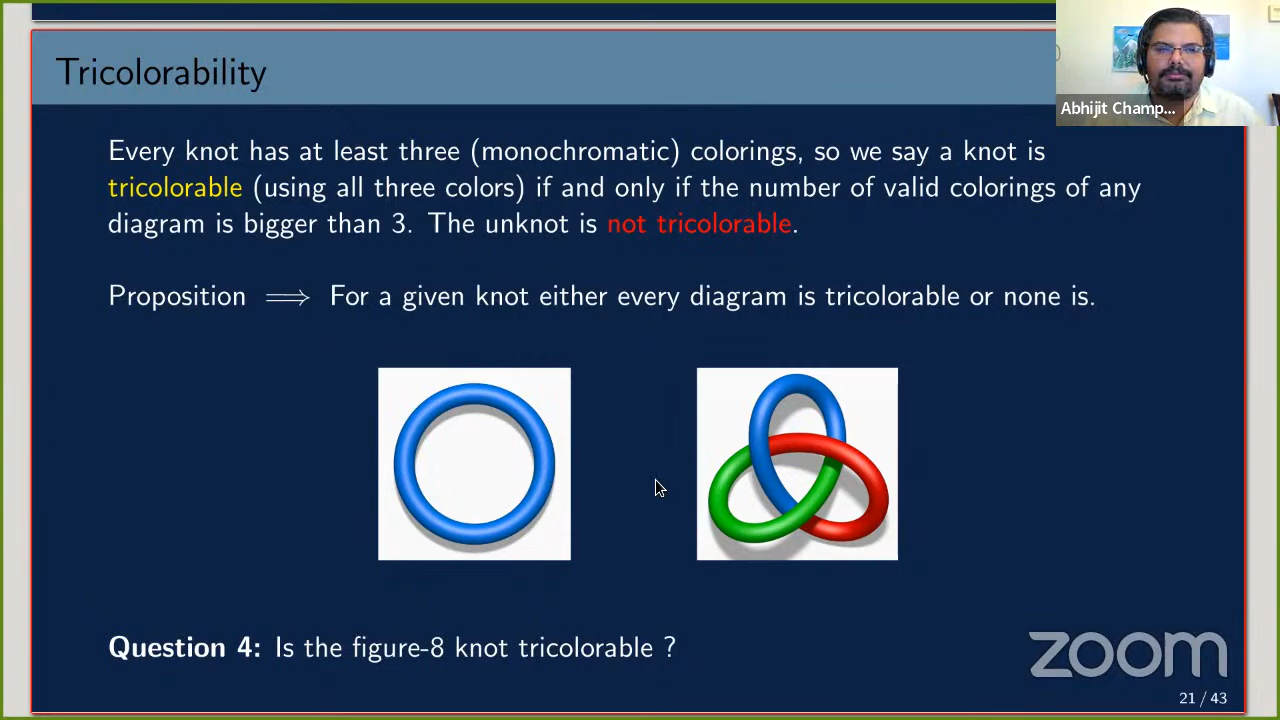 Tricolorability
Abhijit Champ...
Every knot has at least three (monochromatic) colorings, so we say a knot is
tricolorable (using all three colors) if and only if the number of valid colorings of any
diagram is bigger than 3. The unknot is not tricolorable.
Proposition ⟹ For a given knot either every diagram is tricolorable or none is.
Question 4: Is the figure-8 knot tricolorable ?
zoom
21 / 43